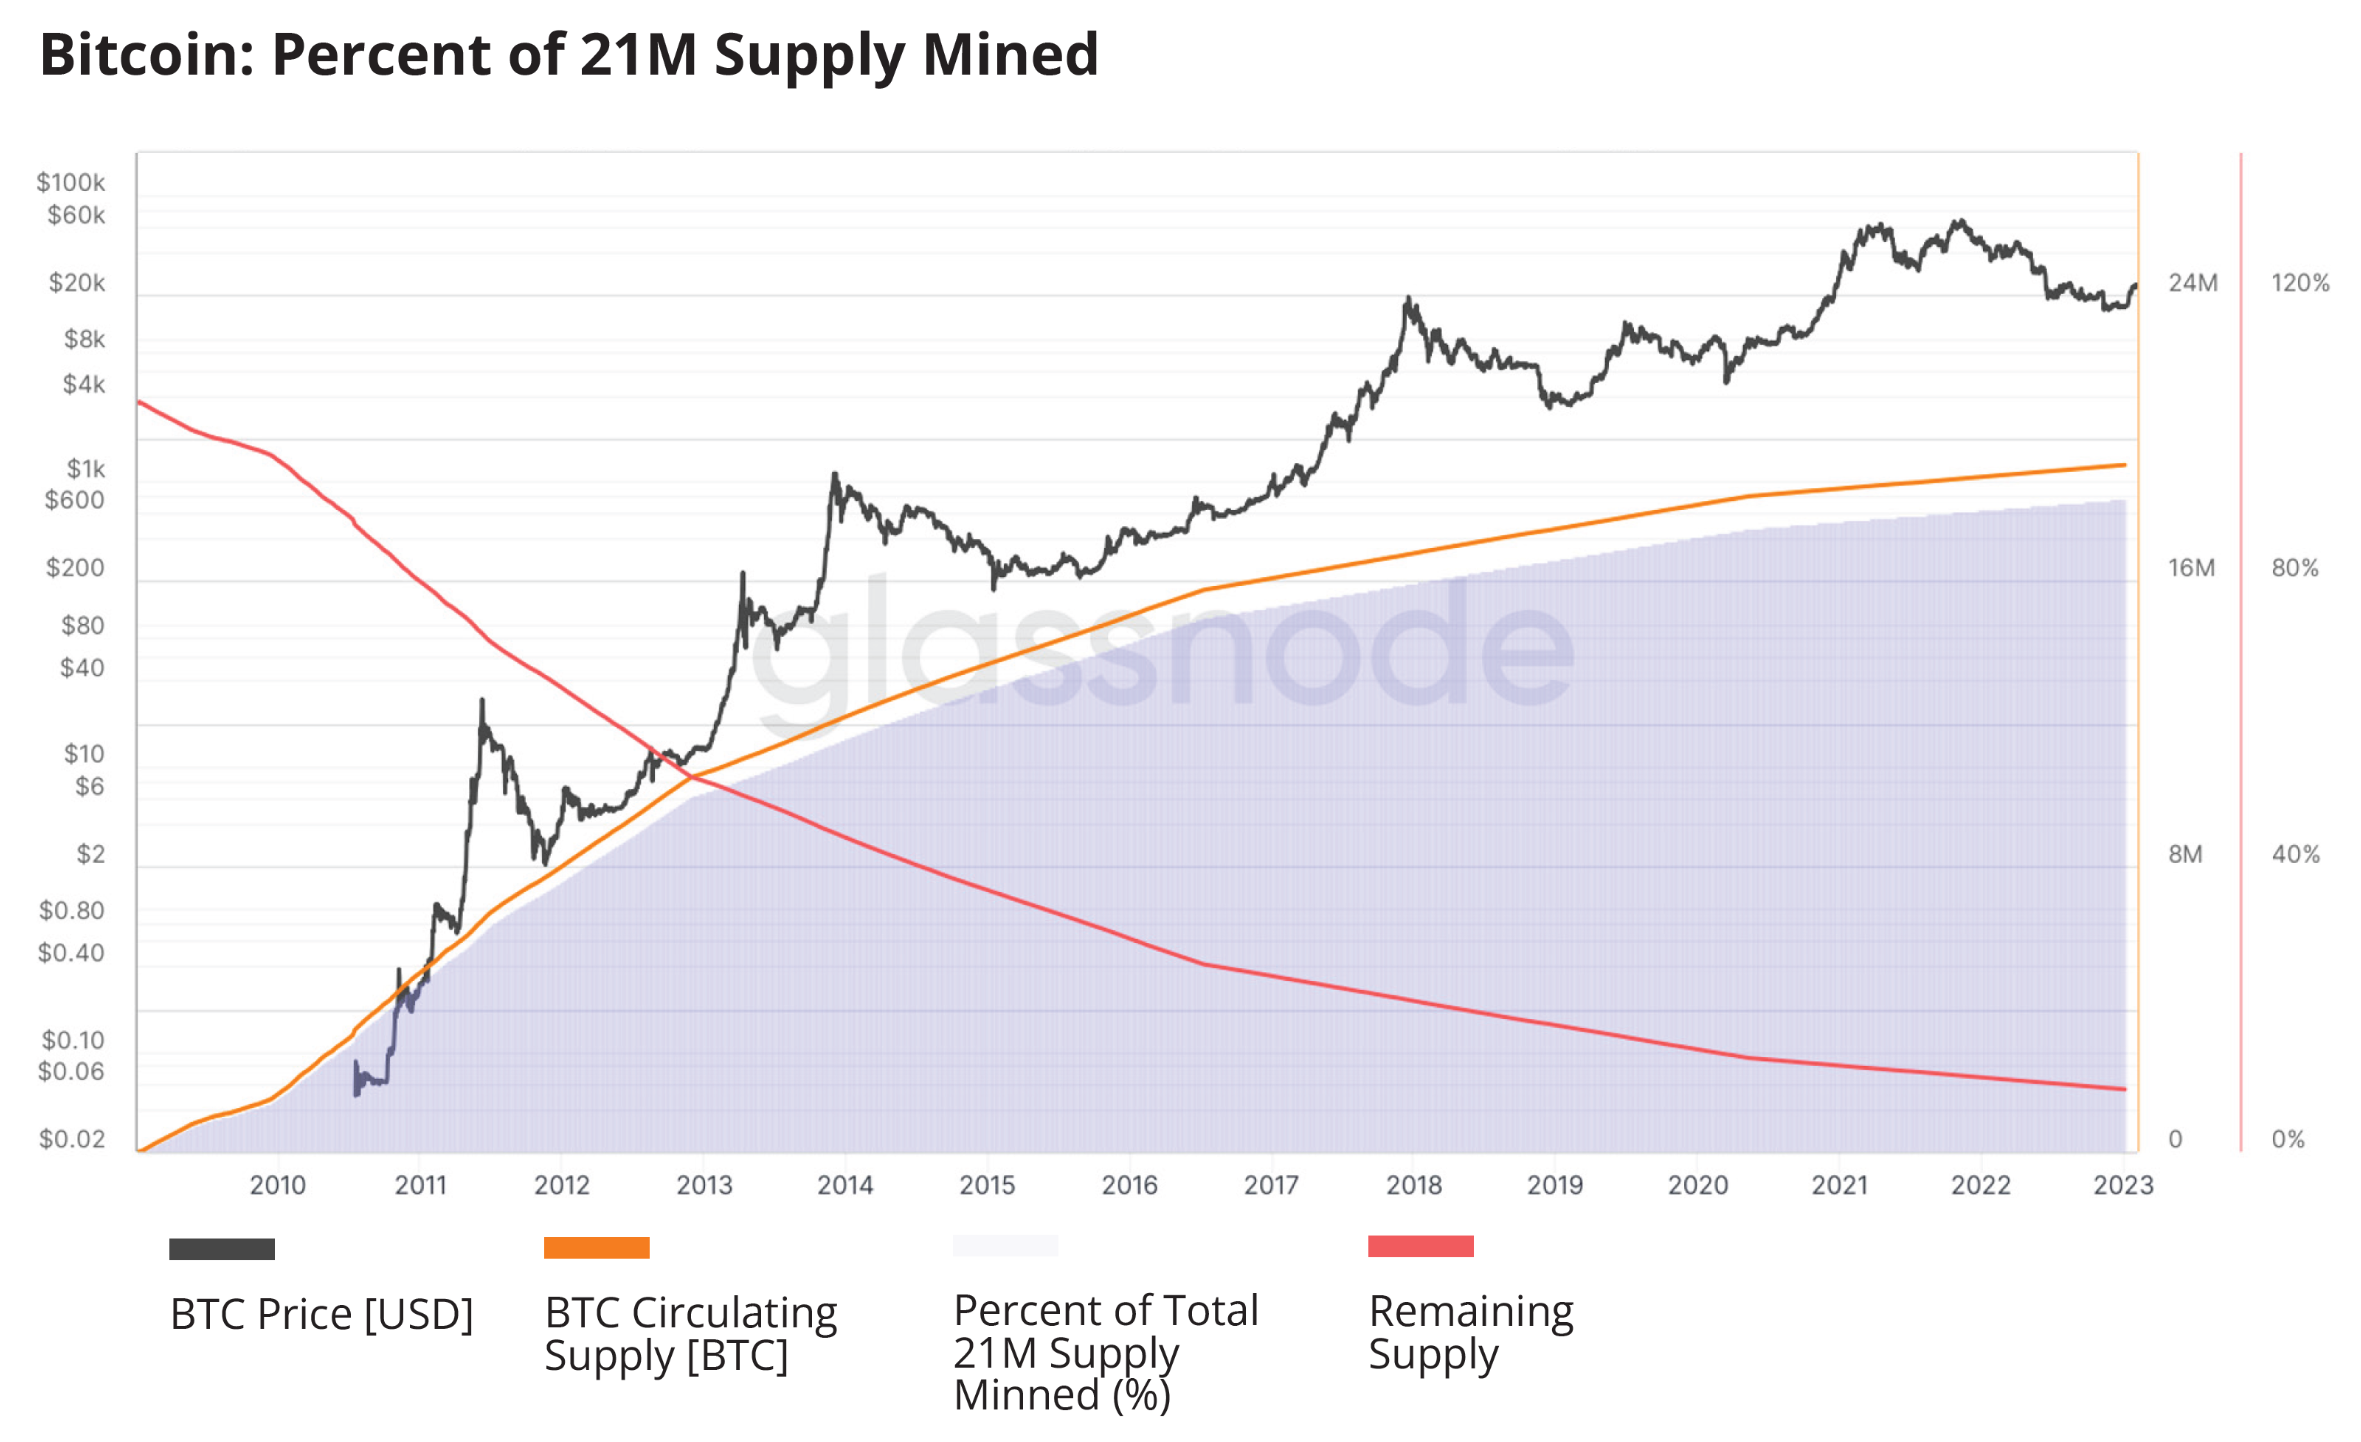 Bitcoin: Percent of 21M Supply Mined
$100k
$60k
$20k
$8k
$4k
$1k
$600
$200
$80
$40
$10
$6
$2
$0.80
$0.40
$0.10
$0.06
$0.02
24M
16M
8M
0
120%
80%
40%
0%
glassnode
2010 2011 2012 2013 2014 2015 2016 2017 2018 2019 2020 2021 2022 2023
BTC Price [USD]
BTC Circulating
Supply [BTC]
Percent of Total
21M Supply
Minned (%)
Remaining
Supply